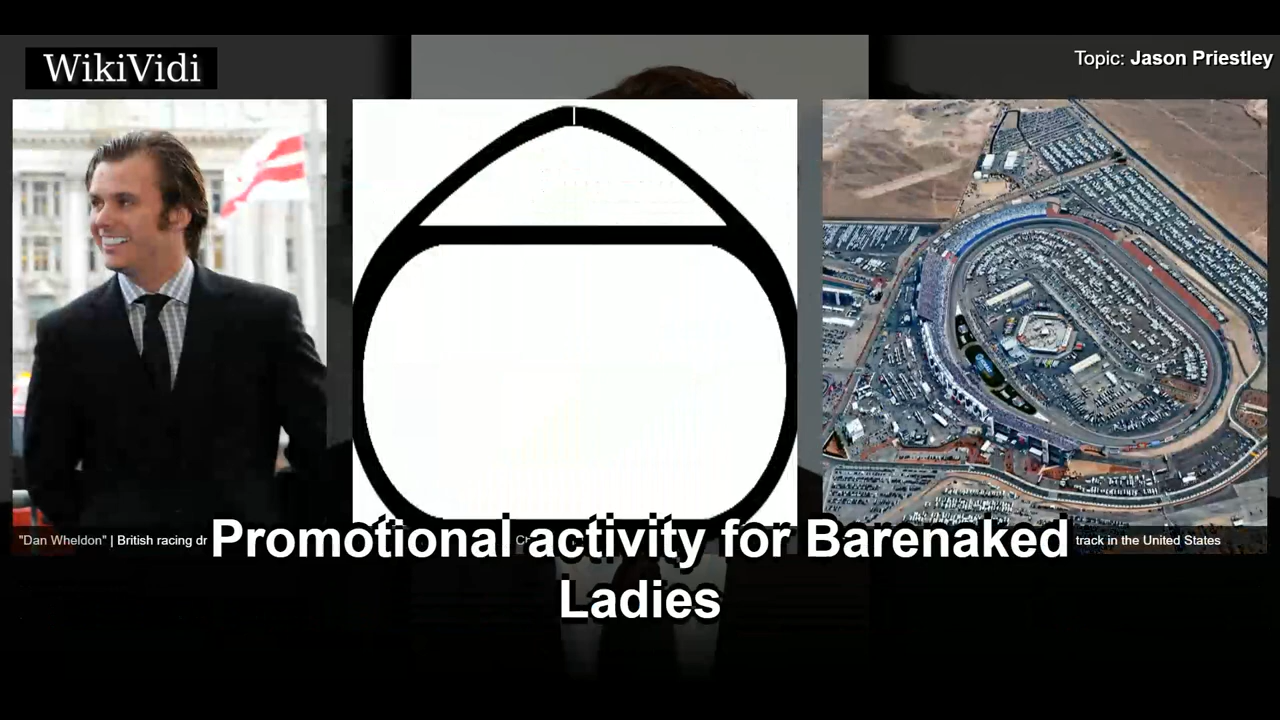 WikiVidi
Topic: Jason Priestley
"Dan Wheldon" | British racing dr
track in the United States
Promotional activity for Barenaked
Ladies